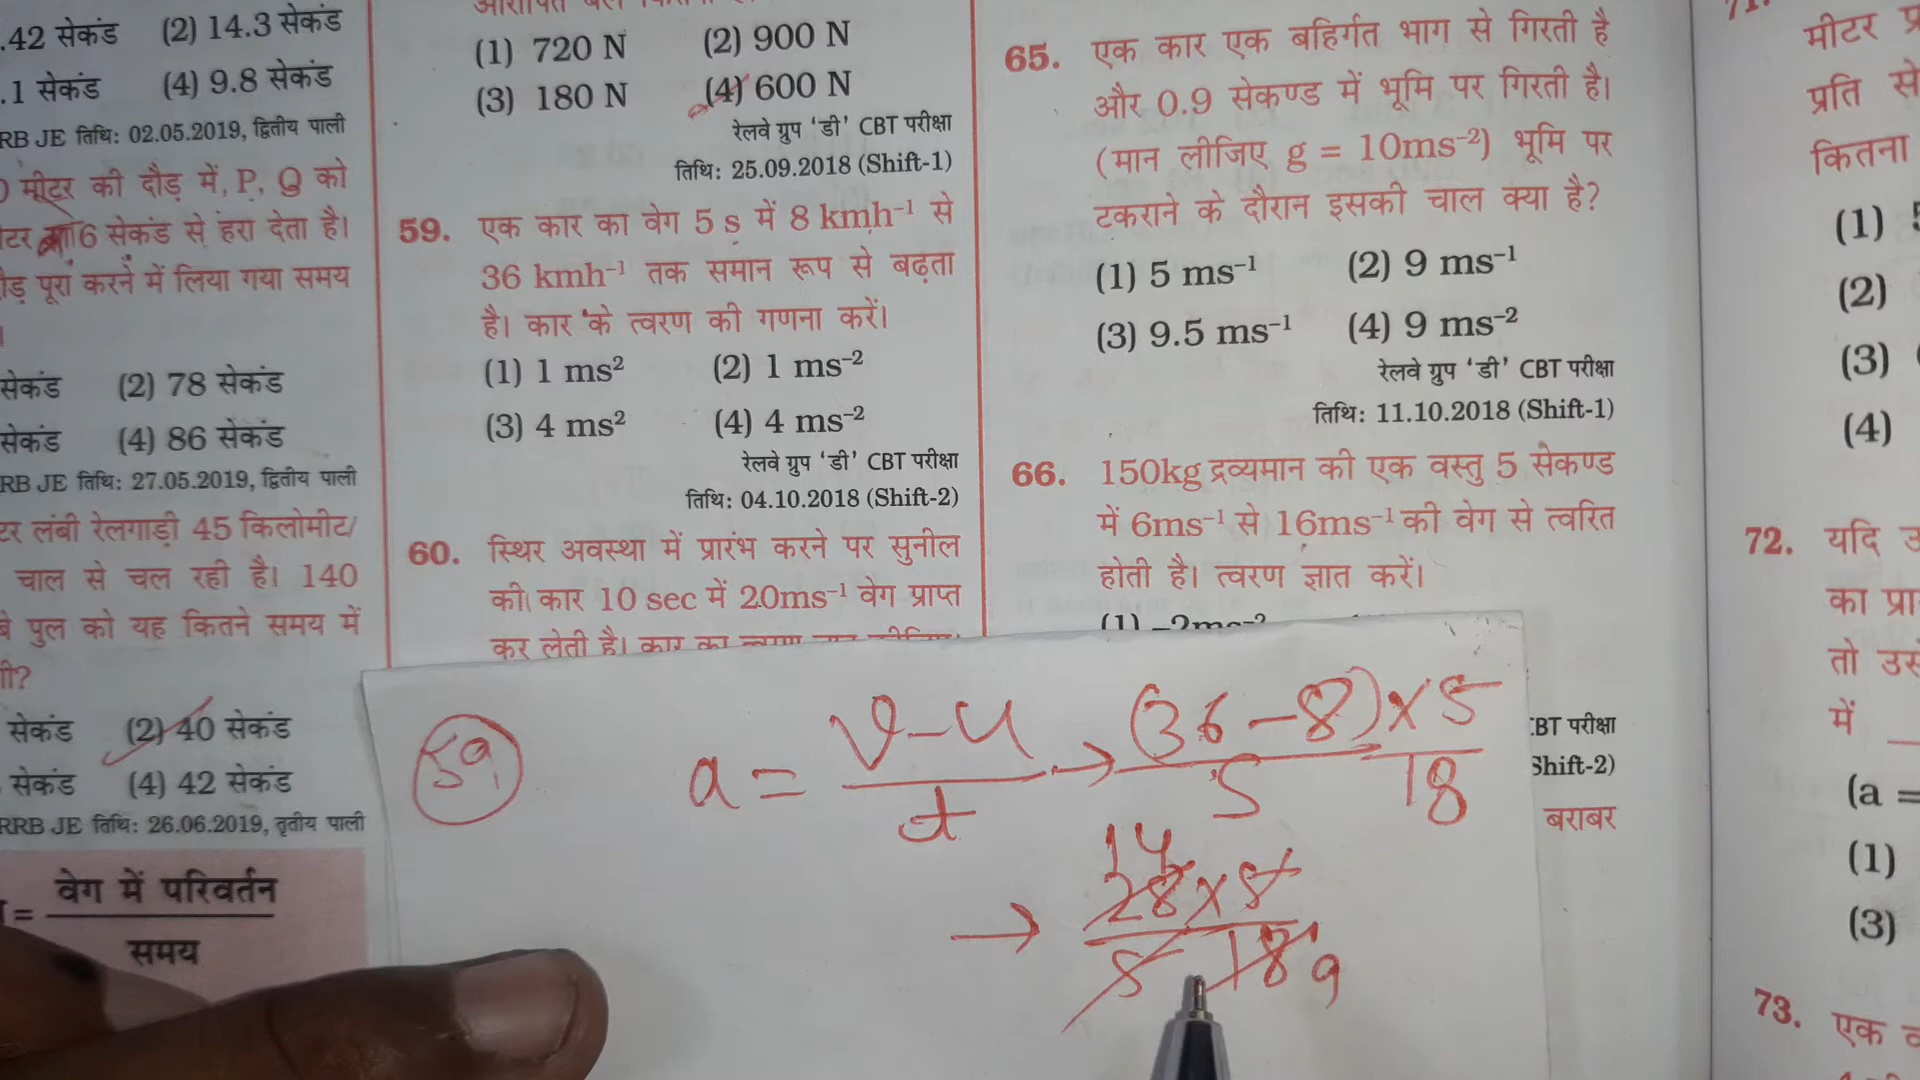 .42 सेकंड (2) 14.3 सेकंड
.1 सेकंड (4) 9.8 सेकंड
RB JE तिथि: 02.05.2019, द्वितीय पाली
मीटर की दौड़ में, P, Q को
6 सेकंड से हरा देता है।
ड़ पूरा करने में लिया गया समय
सेकंड (2) 78 सेकंड
सेकंड (4) 86 सेकंड
RB JE तिथि: 27.05.2019, द्वितीय पाली
टर लंबी रेलगाड़ी 45 किलोमीट/
चाल से चल रही है। 140
बे पुल को यह कितने समय में
गी?
सेकंड (2) 40 सेकंड
सेकंड (4) 42 सेकंड
RRB JE तिथि: 26.06.2019, तृतीय पाली
= वेग में परिवर्तन
समय
(1) 720 N (2) 900 N
(3) 180 N (4) 600 N
रेलवे ग्रुप ‘डी’ CBT परीक्षा
तिथि: 25.09.2018 (Shift-1)
59. एक कार का वेग 5 s में 8 kmh⁻¹ से
36 kmh⁻¹ तक समान रूप से बढ़ता
है। कार के त्वरण की गणना करें।
(1) 1 ms² (2) 1 ms⁻²
(3) 4 ms² (4) 4 ms⁻²
रेलवे ग्रुप ‘डी’ CBT परीक्षा
तिथि: 04.10.2018 (Shift-2)
60. स्थिर अवस्था में प्रारंभ करने पर सुनील
की कार 10 sec में 20ms⁻¹ वेग प्राप्त
कर लेती है। कार का
65. एक कार एक बहिर्गत भाग से गिरती है
और 0.9 सेकण्ड में भूमि पर गिरती है।
(मान लीजिए g = 10ms⁻²) भूमि पर
टकराने के दौरान इसकी चाल क्या है?
(1) 5 ms⁻¹ (2) 9 ms⁻¹
(3) 9.5 ms⁻¹ (4) 9 ms⁻²
रेलवे ग्रुप ‘डी’ CBT परीक्षा
तिथि: 11.10.2018 (Shift-1)
66. 150kg द्रव्यमान की एक वस्तु 5 सेकण्ड
में 6ms⁻¹ से 16ms⁻¹ की वेग से त्वरित
होती है। त्वरण ज्ञात करें।
(1) –2ms⁻²
CBT परीक्षा
Shift-2)
बराबर
71.
मीटर प्र
प्रति से
कितना
(1) 5
(2)
(3)
(4)
72. यदि उ
का प्रा
तो उस
में
(a =
(1)
(3)
73. एक व
59
a = v-u / t → (36-8)×5 / 5 18
14
→ 28×5 / 5 18 9